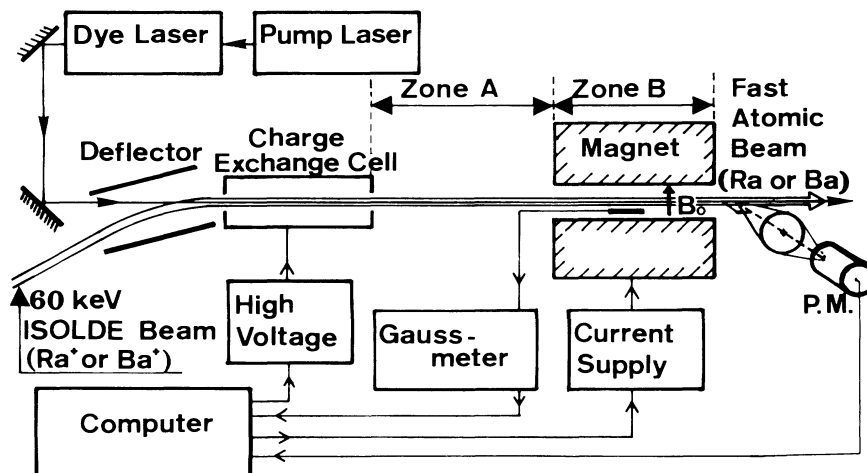 Dye Laser
Pump Laser
Zone A
Zone B
Fast
Atomic
Beam
(Ra or Ba)
Deflector
Charge
Exchange Cell
Magnet
B₀
60 keV
ISOLDE Beam
(Ra⁺ or Ba⁺)
High
Voltage
Gauss-
meter
Current
Supply
P.M.
Computer